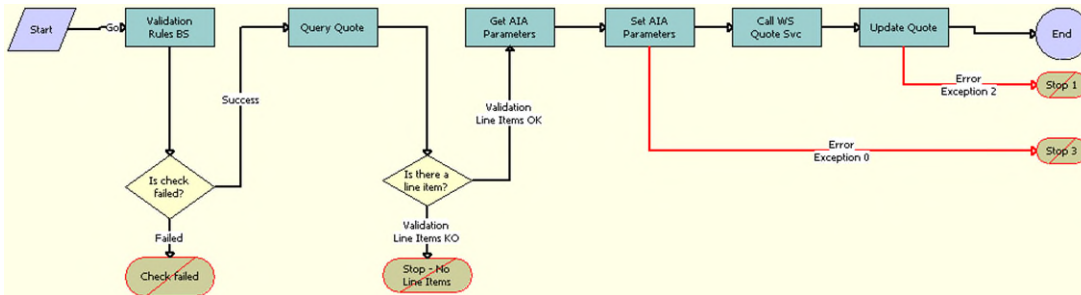 Start
Go
Validation
Rules BS
Success
Query Quote
Get AIA
Parameters
Set AIA
Parameters
Call WS
Quote Svc
Update Quote
End
Error
Exception 2
Stop 1
Validation
Line Items OK
Error
Exception 0
Stop 3
Is check
failed?
Is there a
line item?
Failed
Validation
Line Items KO
Check failed
Stop - No
Line Items